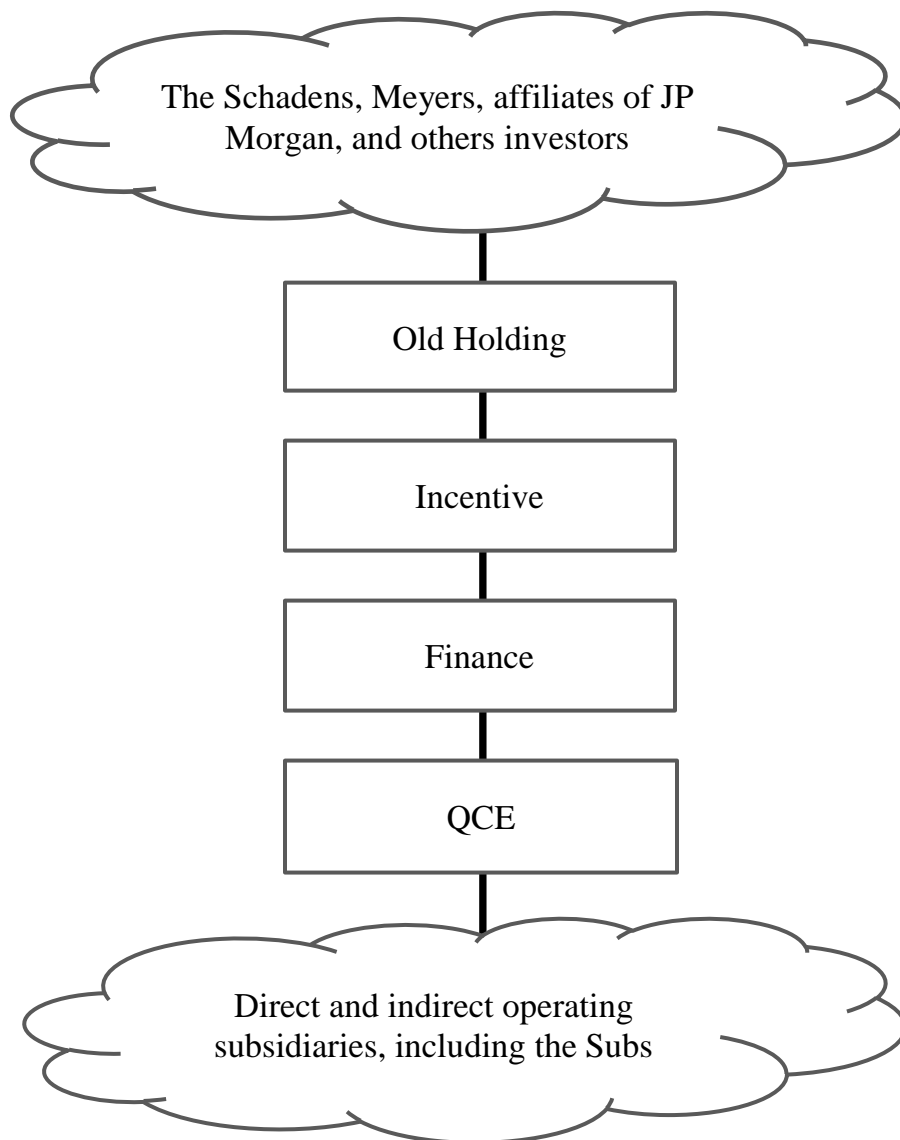 The Schadens, Meyers, affiliates of JP
Morgan, and others investors
Old Holding
Incentive
Finance
QCE
Direct and indirect operating
subsidiaries, including the Subs